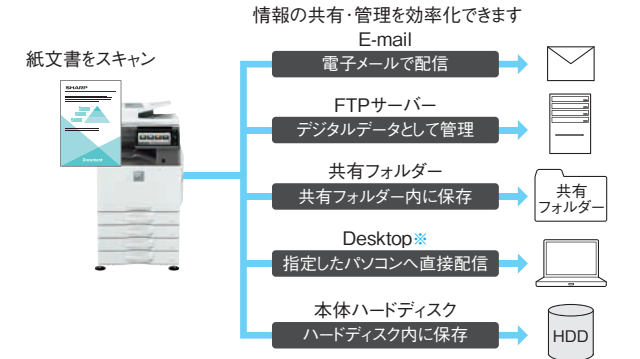 情報の共有・管理を効率化できます
紙文書をスキャン
SHARP
Document
E-mail
電子メールで配信
FTPサーバー
デジタルデータとして管理
共有フォルダー
共有フォルダー内に保存
共有
フォルダー
Desktop※
指定したパソコンへ直接配信
本体ハードディスク
ハードディスク内に保存
HDD